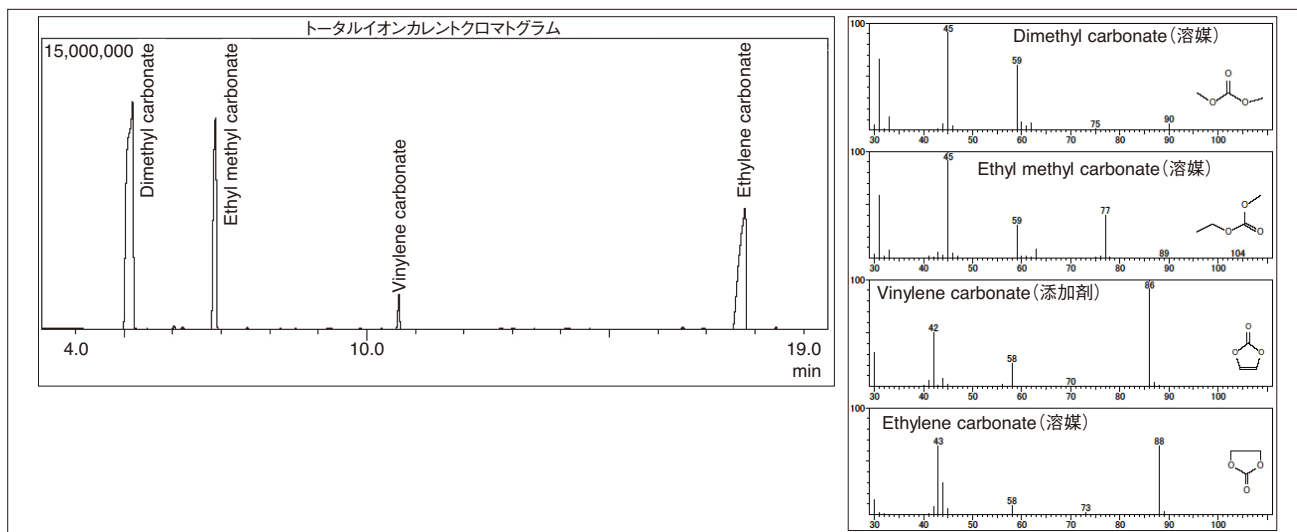 トータルイオンカレントクロマトグラム
15,000,000
Dimethyl carbonate
Ethyl methyl carbonate
Vinylene carbonate
Ethylene carbonate
4.0 10.0 19.0
min
Dimethyl carbonate(溶媒)
100
45
59
75
90
O
O O
30 40 50 60 70 80 90 100
Ethyl methyl carbonate(溶媒)
100
45
59
77
89
104
O
O O
30 40 50 60 70 80 90 100
Vinylene carbonate(添加剤)
100
86
42
58
70
O
O O
30 40 50 60 70 80 90 100
Ethylene carbonate(溶媒)
100
43
88
58
73
O O
O
30 40 50 60 70 80 90 100